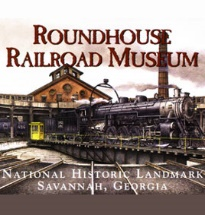 Roundhouse
Railroad Museum
National Historic Landmark
Savannah, Georgia